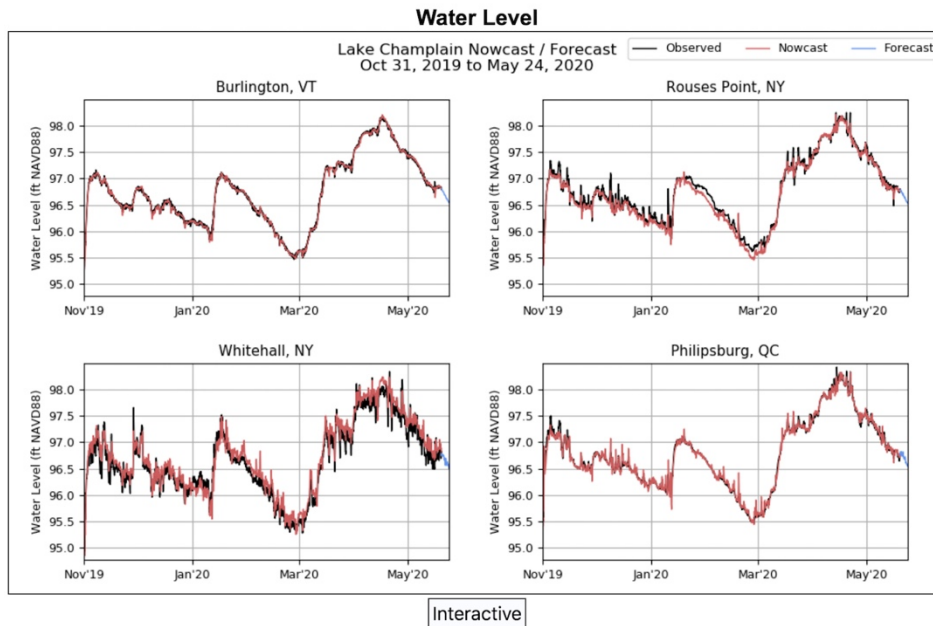 Water Level
Lake Champlain Nowcast / Forecast
Oct 31, 2019 to May 24, 2020
Observed Nowcast Forecast
Burlington, VT
Water Level (ft NAVD88)
98.0
97.5
97.0
96.5
96.0
95.5
95.0
Nov'19 Jan'20 Mar'20 May'20
Rouses Point, NY
Water Level (ft NAVD88)
98.0
97.5
97.0
96.5
96.0
95.5
95.0
Nov'19 Jan'20 Mar'20 May'20
Whitehall, NY
Water Level (ft NAVD88)
98.0
97.5
97.0
96.5
96.0
95.5
95.0
Nov'19 Jan'20 Mar'20 May'20
Philipsburg, QC
Water Level (ft NAVD88)
98.0
97.5
97.0
96.5
96.0
95.5
95.0
Nov'19 Jan'20 Mar'20 May'20
Interactive